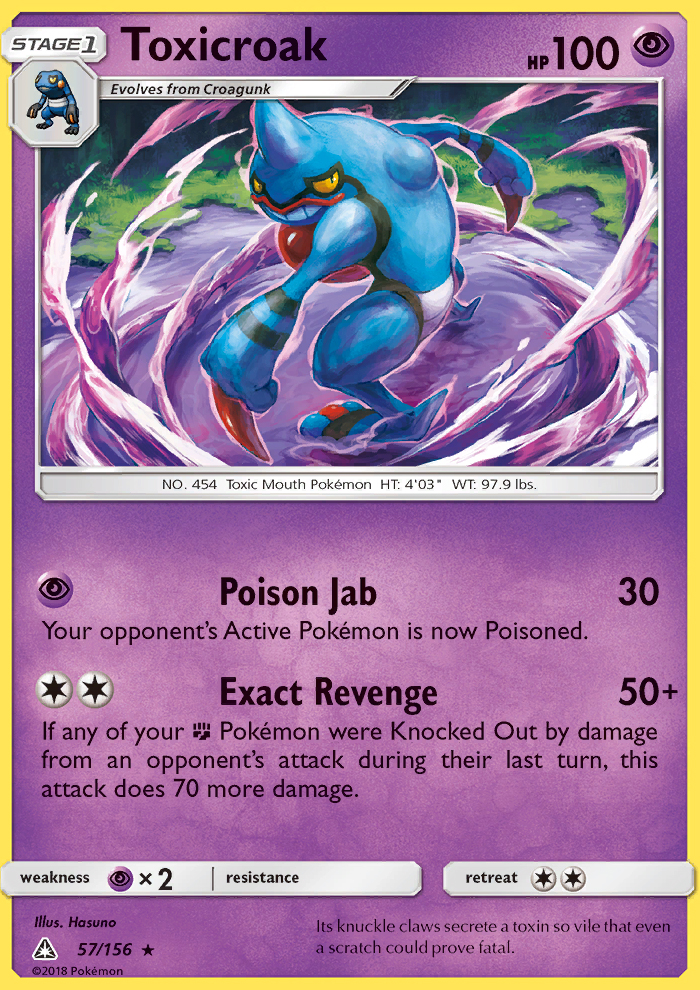 STAGE1
Toxicroak
HP100
Evolves from Croagunk
NO. 454 Toxic Mouth Pokémon HT: 4'03" WT: 97.9 lbs.
Poison Jab 30
Your opponent's Active Pokémon is now Poisoned.
Exact Revenge 50+
If any of your Pokémon were Knocked Out by damage
from an opponent's attack during their last turn, this
attack does 70 more damage.
weakness ×2 resistance retreat
Illus. Hasuno
Its knuckle claws secrete a toxin so vile that even
a scratch could prove fatal.
57/156 ★
©2018 Pokémon